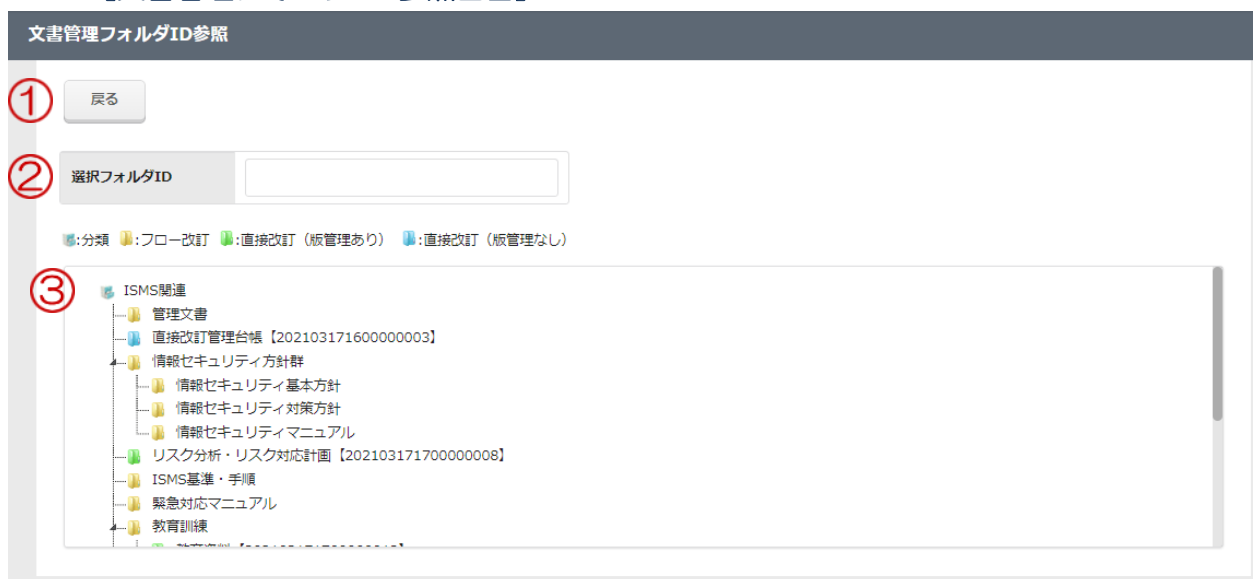 文書管理フォルダID参照
① 戻る
② 選択フォルダID
:分類 :フロー改訂 :直接改訂（版管理あり） :直接改訂（版管理なし）
③ ISMS関連
管理文書
直接改訂管理台帳【202103171600000003】
情報セキュリティ方針群
情報セキュリティ基本方針
情報セキュリティ対策方針
情報セキュリティマニュアル
リスク分析・リスク対応計画【202103171700000008】
ISMS基準・手順
緊急対応マニュアル
教育訓練